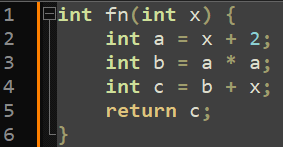 1 int fn(int x) {
2     int a = x + 2;
3     int b = a * a;
4     int c = b + x;
5     return c;
6 }